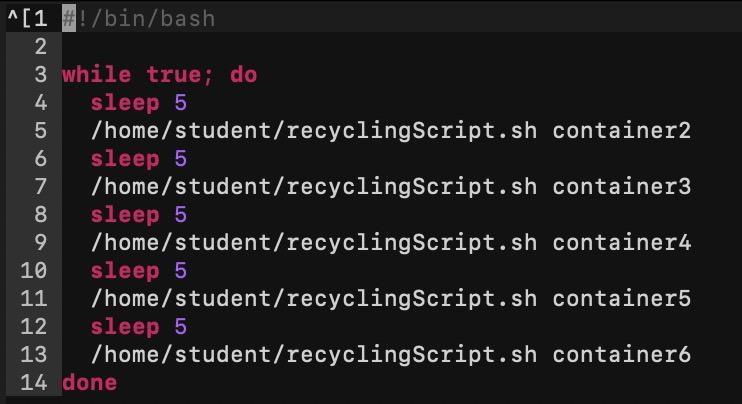 ^[1 #!/bin/bash
2
3 while true; do
4 sleep 5
5 /home/student/recyclingScript.sh container2
6 sleep 5
7 /home/student/recyclingScript.sh container3
8 sleep 5
9 /home/student/recyclingScript.sh container4
10 sleep 5
11 /home/student/recyclingScript.sh container5
12 sleep 5
13 /home/student/recyclingScript.sh container6
14 done